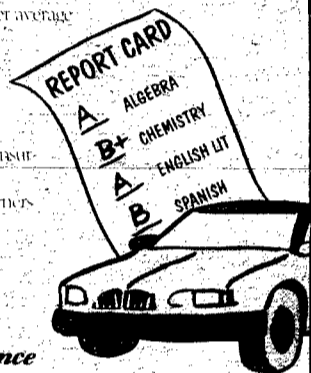 average
REPORT CARD
A ALGEBRA
B+ CHEMISTRY
A ENGLISH LIT
B SPANISH
nce